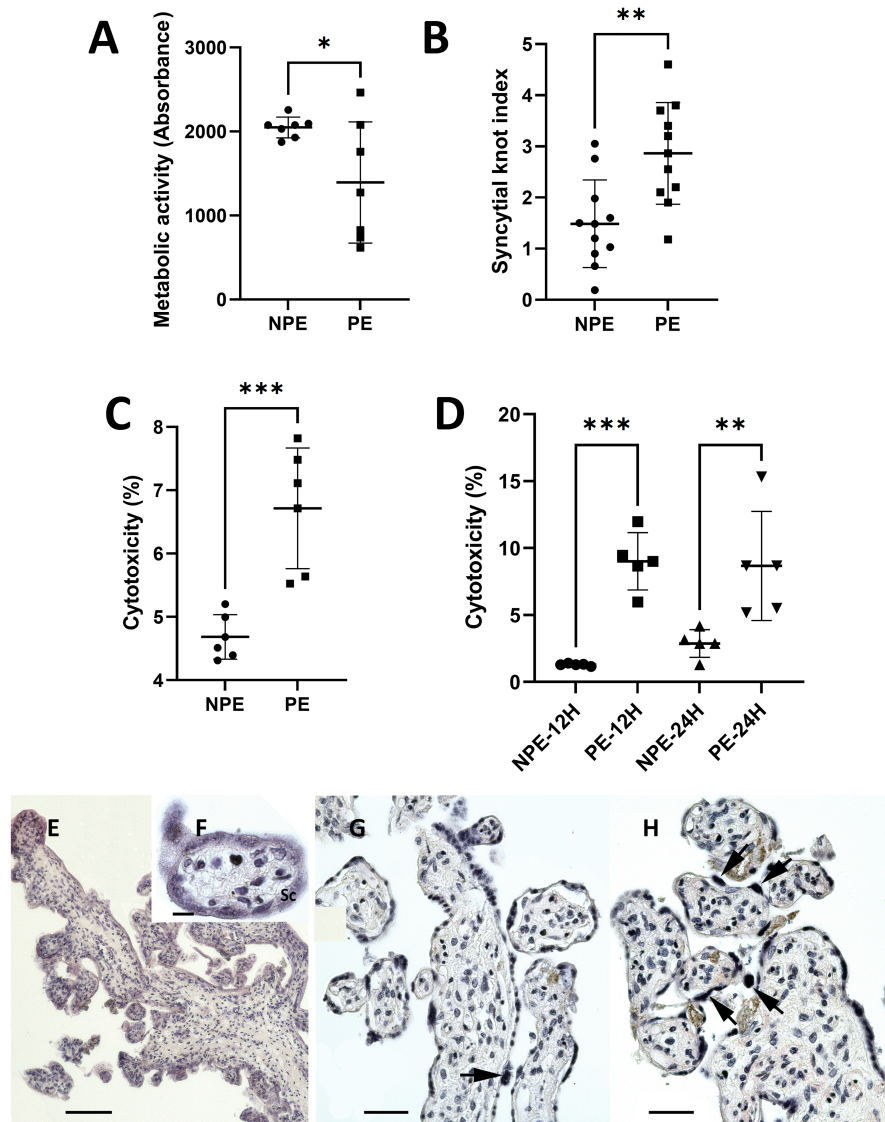 A
Metabolic activity (Absorbance)
3000
2000
1000
0
*
NPE
PE
B
Syncytial knot index
5
4
3
2
1
0
**
NPE
PE
C
Cytotoxicity (%)
8
7
6
5
4
***
NPE
PE
D
Cytotoxicity (%)
20
15
10
5
0
***
**
NPE-12H
PE-12H
NPE-24H
PE-24H
E
F
Sc
G
H